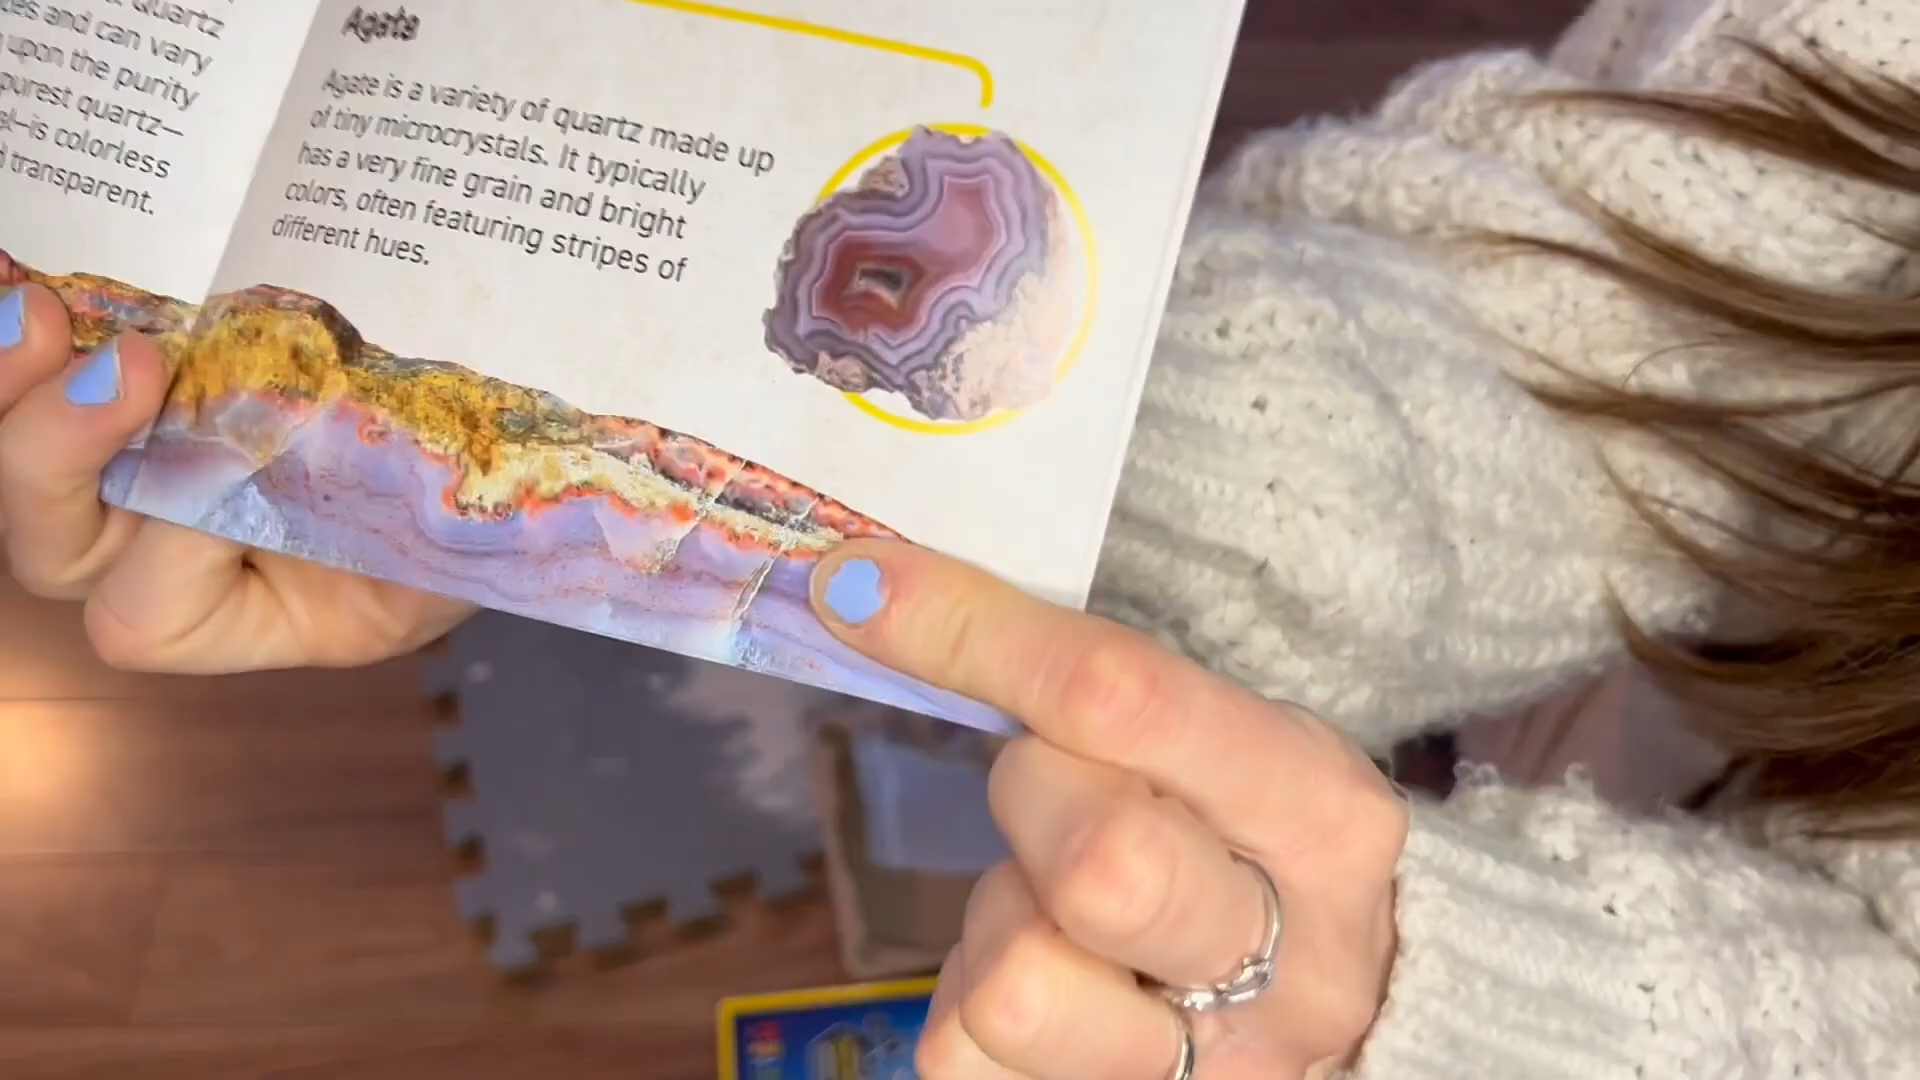 Quartz
and can vary
upon the purity
purest quartz—
is colorless
transparent.
Agate
Agate is a variety of quartz made up
of tiny microcrystals. It typically
has a very fine grain and bright
colors, often featuring stripes of
different hues.